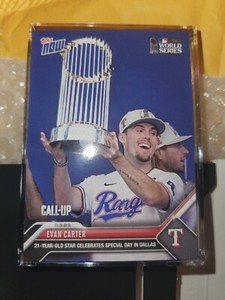 topps NOW
WORLD SERIES
Rangers
CALL-UP
EVAN CARTER
21-YEAR-OLD STAR CELEBRATES SPECIAL DAY IN DALLAS
T